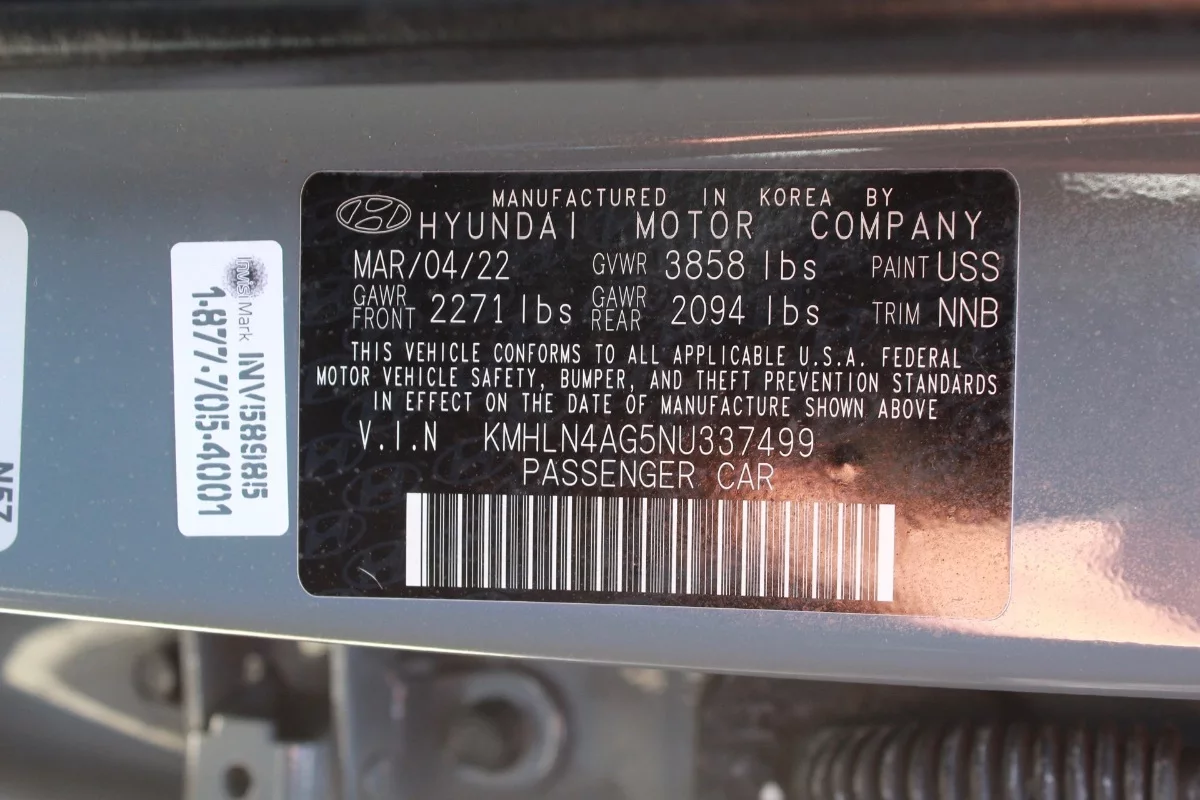 MANUFACTURED IN KOREA BY
HYUNDAI MOTOR COMPANY
MAR/04/22 GVWR 3858 lbs PAINT USS
GAWR FRONT 2271 lbs GAWR REAR 2094 lbs TRIM NNB
THIS VEHICLE CONFORMS TO ALL APPLICABLE U.S.A. FEDERAL
MOTOR VEHICLE SAFETY, BUMPER, AND THEFT PREVENTION STANDARDS
IN EFFECT ON THE DATE OF MANUFACTURE SHOWN ABOVE
V.I.N KMHLN4AG5NU337499
PASSENGER CAR
InvisiMark INV58985
1-877-705-4001